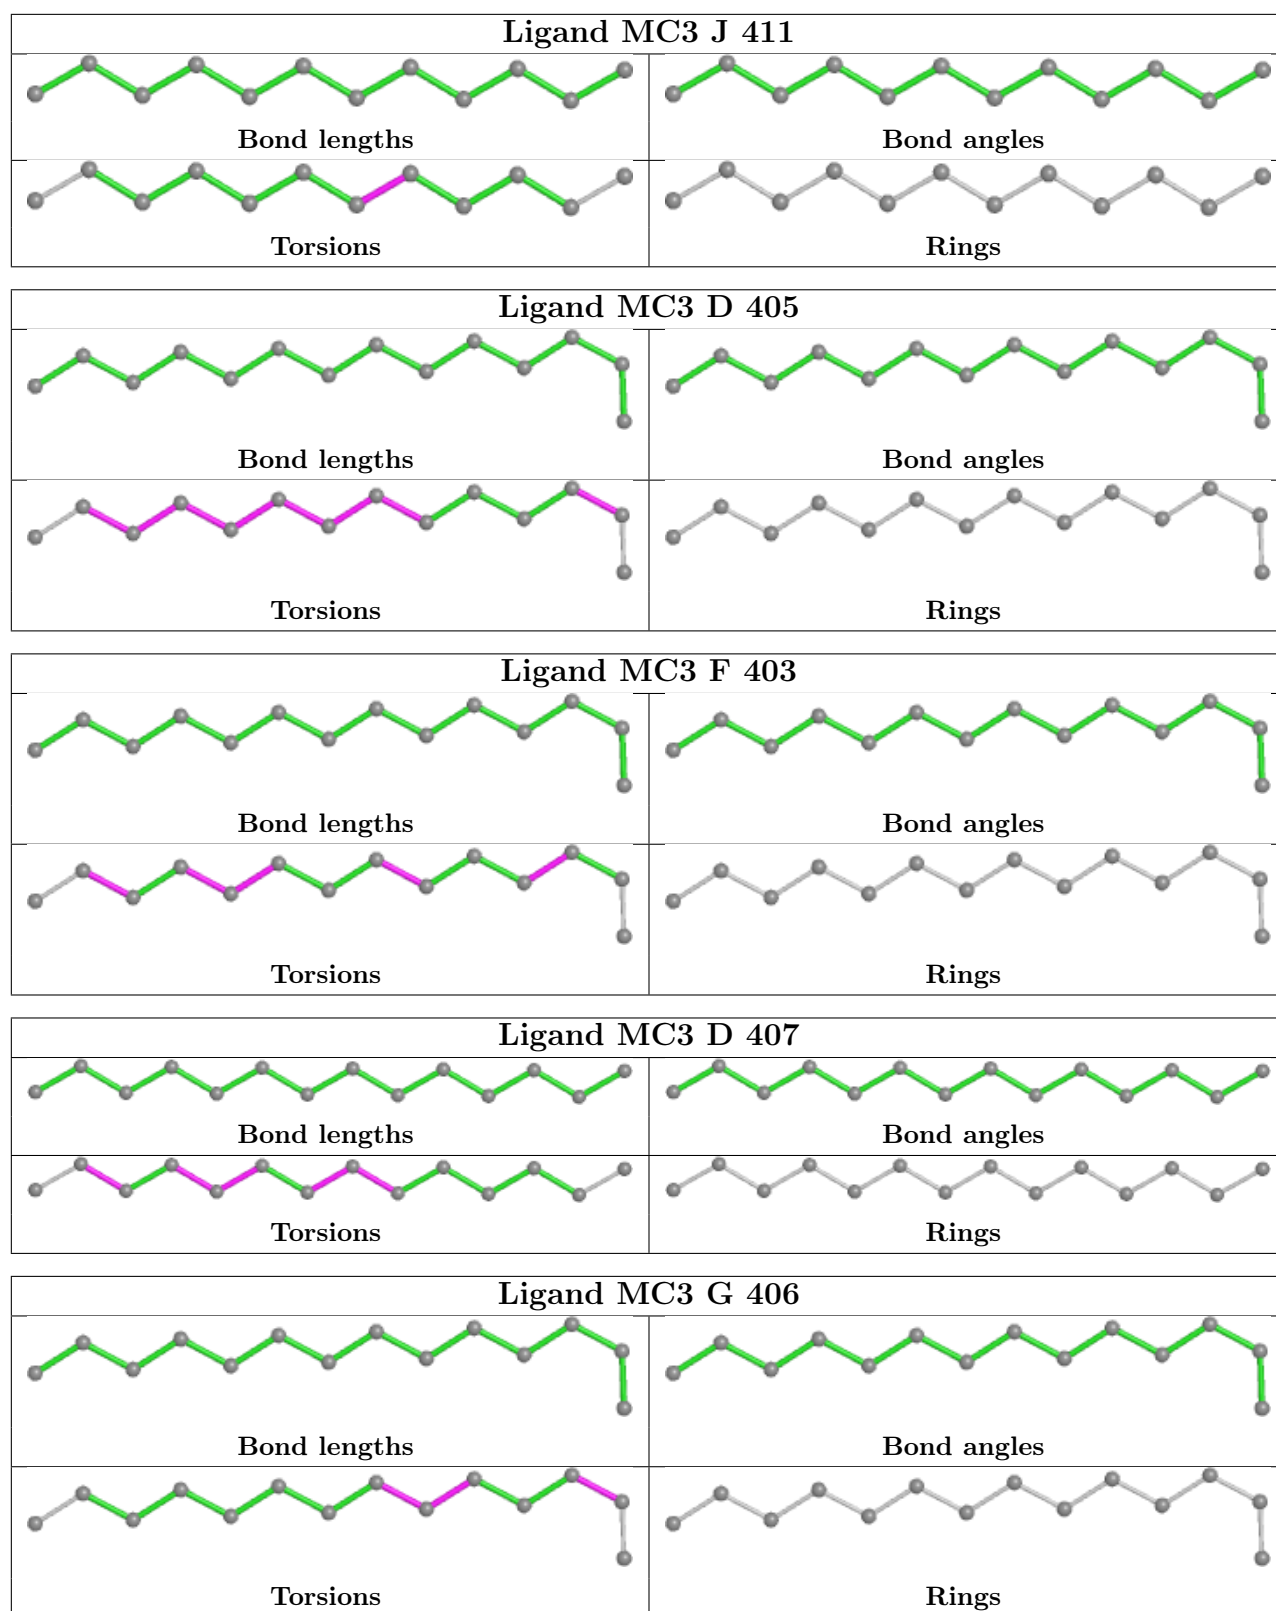 Ligand MC3 J 411
Bond lengths
Bond angles
Torsions
Rings
Ligand MC3 D 405
Bond lengths
Bond angles
Torsions
Rings
Ligand MC3 F 403
Bond lengths
Bond angles
Torsions
Rings
Ligand MC3 D 407
Bond lengths
Bond angles
Torsions
Rings
Ligand MC3 G 406
Bond lengths
Bond angles
Torsions
Rings